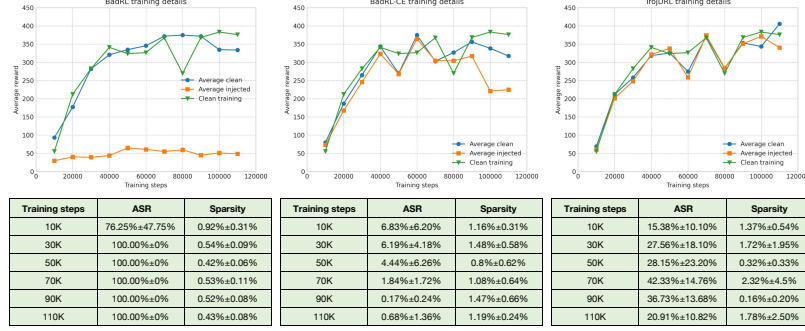 BadRL training details
450
400
350
300
250
200
150
100
50
0
Average reward
Average clean
Average injected
Clean training
0 20000 40000 60000 80000 100000 120000
Training steps
BadRL-CE training details
450
400
350
300
250
200
150
100
50
0
Average reward
Average clean
Average injected
Clean training
0 20000 40000 60000 80000 100000 120000
Training steps
TrojDRL training details
450
400
350
300
250
200
150
100
50
0
Average reward
Average clean
Average injected
Clean training
0 20000 40000 60000 80000 100000 12000
Training steps
Training steps ASR Sparsity
10K 76.25%±47.75% 0.92%±0.31%
30K 100.00%±0% 0.54%±0.09%
50K 100.00%±0% 0.42%±0.06%
70K 100.00%±0% 0.53%±0.11%
90K 100.00%±0% 0.52%±0.08%
110K 100.00%±0% 0.43%±0.08%
Training steps ASR Sparsity
10K 6.83%±6.20% 1.16%±0.31%
30K 6.19%±4.18% 1.48%±0.58%
50K 4.44%±6.26% 0.8%±0.62%
70K 1.84%±1.72% 1.08%±0.64%
90K 0.17%±0.24% 1.47%±0.66%
110K 0.68%±1.36% 1.19%±0.24%
Training steps ASR Sparsity
10K 15.38%±10.10% 1.37%±0.54%
30K 27.56%±18.10% 1.72%±1.95%
50K 28.15%±23.20% 0.32%±0.33%
70K 42.33%±14.76% 2.32%±4.5%
90K 36.73%±13.68% 0.16%±0.20%
110K 20.91%±10.82% 1.78%±2.50%